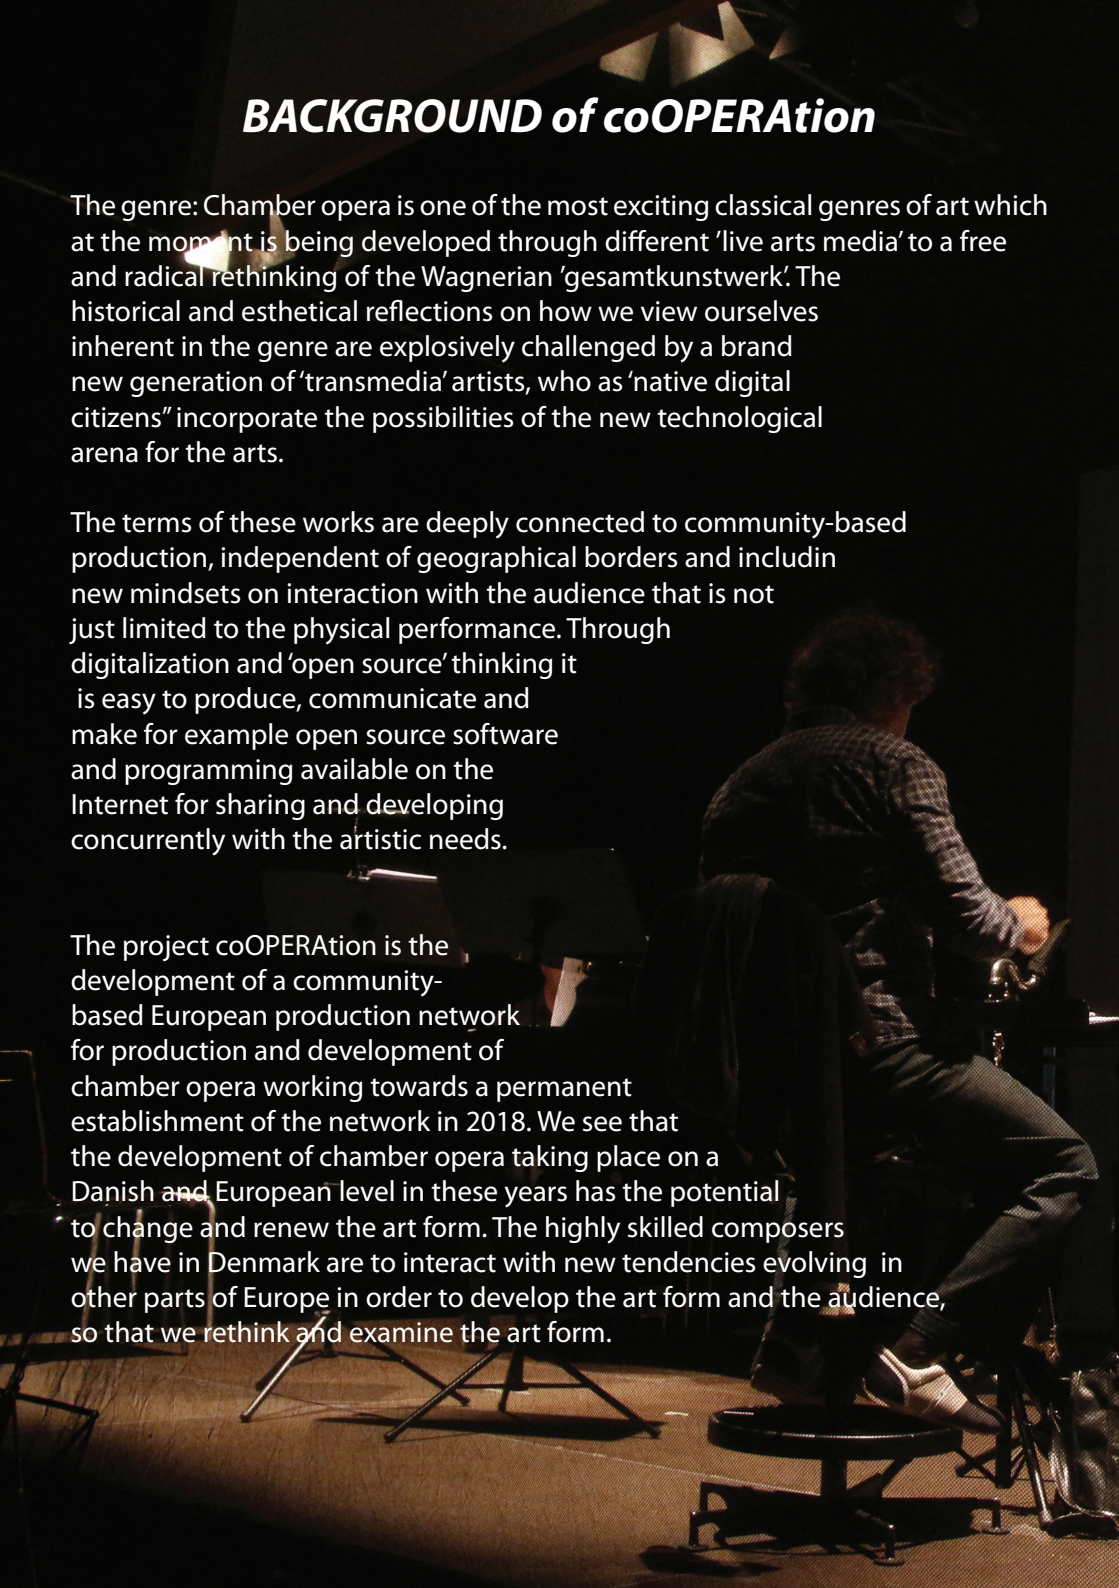 BACKGROUND of coOPERAtion
The genre: Chamber opera is one of the most exciting classical genres of art which
at the moment is being developed through different ’live arts media’ to a free
and radical rethinking of the Wagnerian ’gesamtkunstwerk’. The
historical and esthetical reflections on how we view ourselves
inherent in the genre are explosively challenged by a brand
new generation of ‘transmedia’ artists, who as ‘native digital
citizens” incorporate the possibilities of the new technological
arena for the arts.
The terms of these works are deeply connected to community-based
production, independent of geographical borders and includin
new mindsets on interaction with the audience that is not
just limited to the physical performance. Through
digitalization and ‘open source’ thinking it
is easy to produce, communicate and
make for example open source software
and programming available on the
Internet for sharing and developing
concurrently with the artistic needs.
The project coOPERAtion is the
development of a community-
based European production network
for production and development of
chamber opera working towards a permanent
establishment of the network in 2018. We see that
the development of chamber opera taking place on a
Danish and European level in these years has the potential
to change and renew the art form. The highly skilled composers
we have in Denmark are to interact with new tendencies evolving  in
other parts of Europe in order to develop the art form and the audience,
so that we rethink and examine the art form.